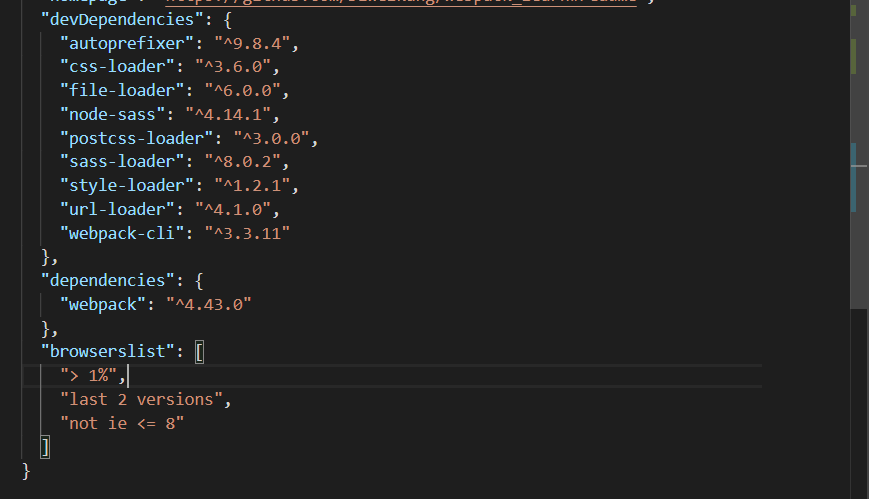 "devDependencies": {
"autoprefixer": "^9.8.4",
"css-loader": "^3.6.0",
"file-loader": "^6.0.0",
"node-sass": "^4.14.1",
"postcss-loader": "^3.0.0",
"sass-loader": "^8.0.2",
"style-loader": "^1.2.1",
"url-loader": "^4.1.0",
"webpack-cli": "^3.3.11"
},
"dependencies": {
"webpack": "^4.43.0"
},
"browserslist": [
"> 1%",
"last 2 versions",
"not ie <= 8"
]
}